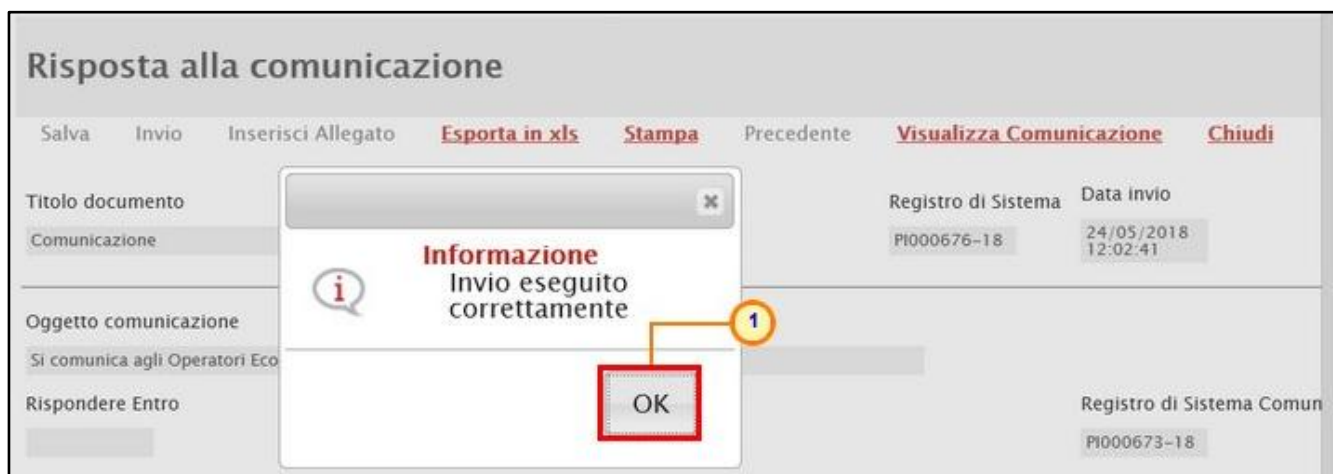 Risposta alla comunicazione
Salva Invio Inserisci Allegato Esporta in xls Stampa Precedente Visualizza Comunicazione Chiudi
Titolo documento Registro di Sistema Data invio
Comunicazione PI000676-18 24/05/2018
12:02:41
Informazione
Invio eseguito
correttamente
1
OK
Oggetto comunicazione
Si comunica agli Operatori Eco
Rispondere Entro Registro di Sistema Comun
PI000673-18